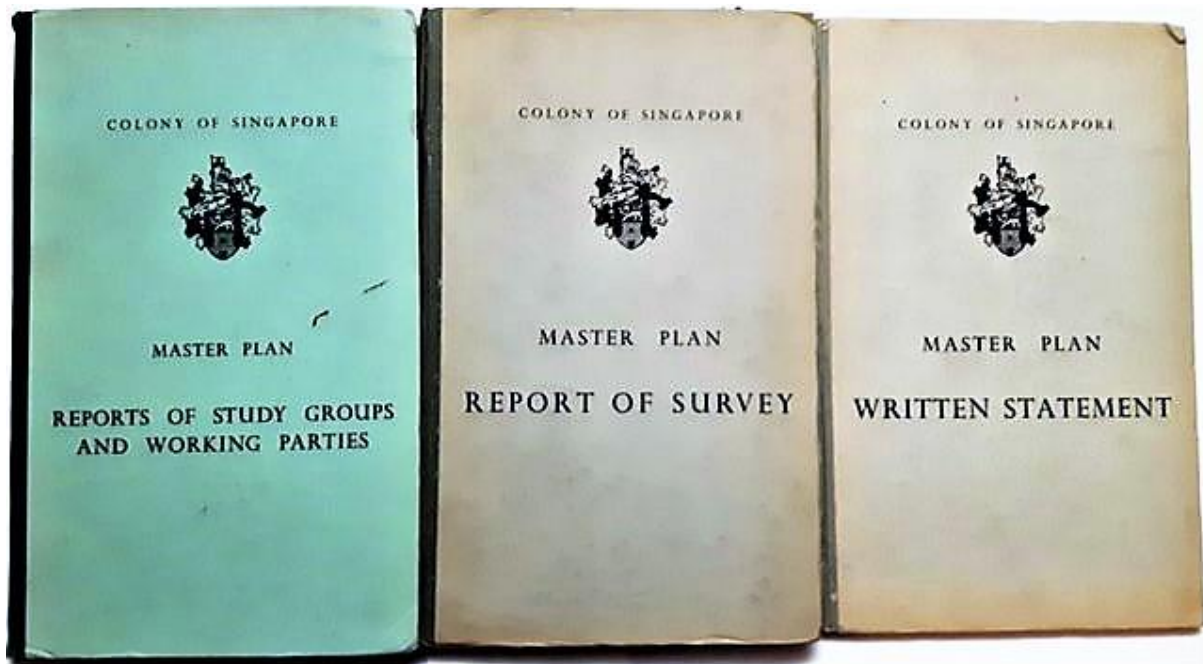 COLONY OF SINGAPORE
MASTER PLAN
REPORTS OF STUDY GROUPS
AND WORKING PARTIES
COLONY OF SINGAPORE
MASTER PLAN
REPORT OF SURVEY
COLONY OF SINGAPORE
MASTER PLAN
WRITTEN STATEMENT